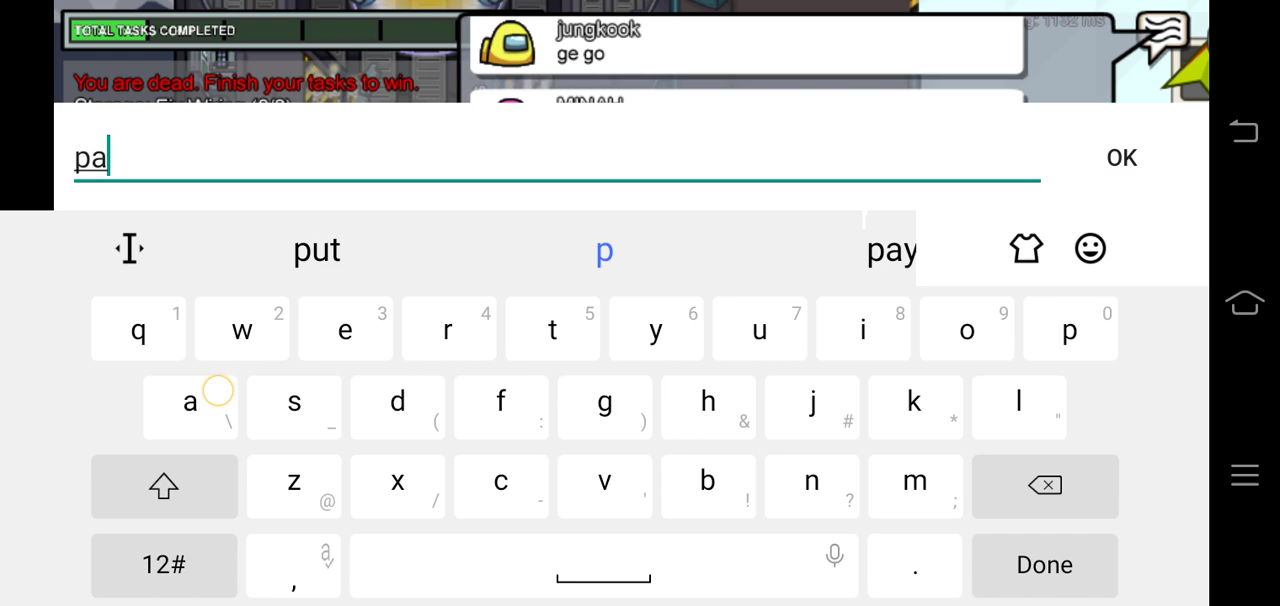 TOTAL TASKS COMPLETED
jungkook
ge go
You are dead. Finish your tasks to win.
pa
OK
put
p
pay
q 1 w 2 e 3 r 4 t 5 y 6 u 7 i 8 o 9 p 0
a \ s _ d ( f : g ) h & j # k * l "
z @ x / c - v ' b ! n ? m ;
12# , a . Done